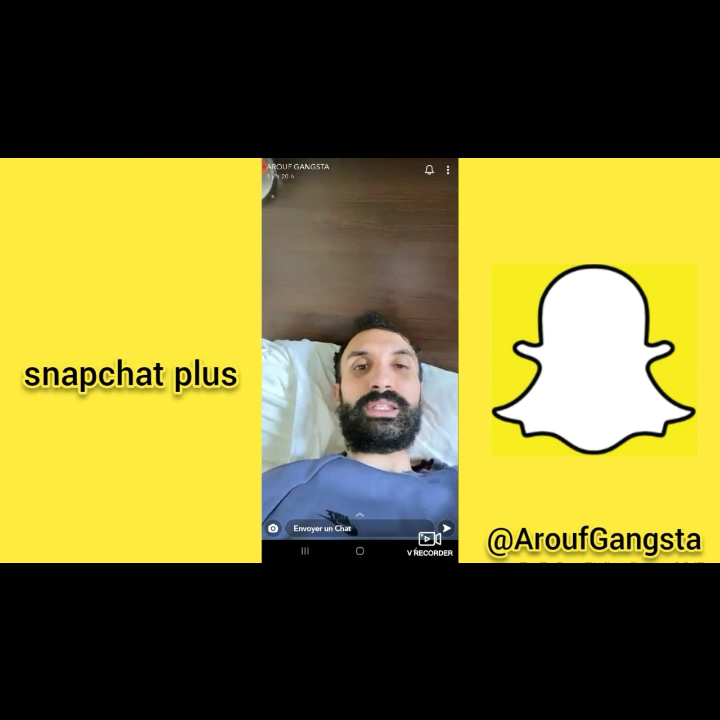 AROUF GANGSTA
snapchat plus
Envoyer un Chat
V RECORDER
@AroufGangsta